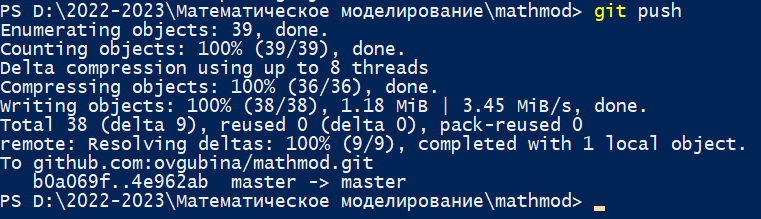 PS D:\2022-2023\Математическое моделирование\mathmod> git push
Enumerating objects: 39, done.
Counting objects: 100% (39/39), done.
Delta compression using up to 8 threads
Compressing objects: 100% (36/36), done.
Writing objects: 100% (38/38), 1.18 MiB | 3.45 MiB/s, done.
Total 38 (delta 9), reused 0 (delta 0), pack-reused 0
remote: Resolving deltas: 100% (9/9), completed with 1 local object.
To github.com:ovgubina/mathmod.git
   b0a069f..4e962ab  master -> master
PS D:\2022-2023\Математическое моделирование\mathmod>